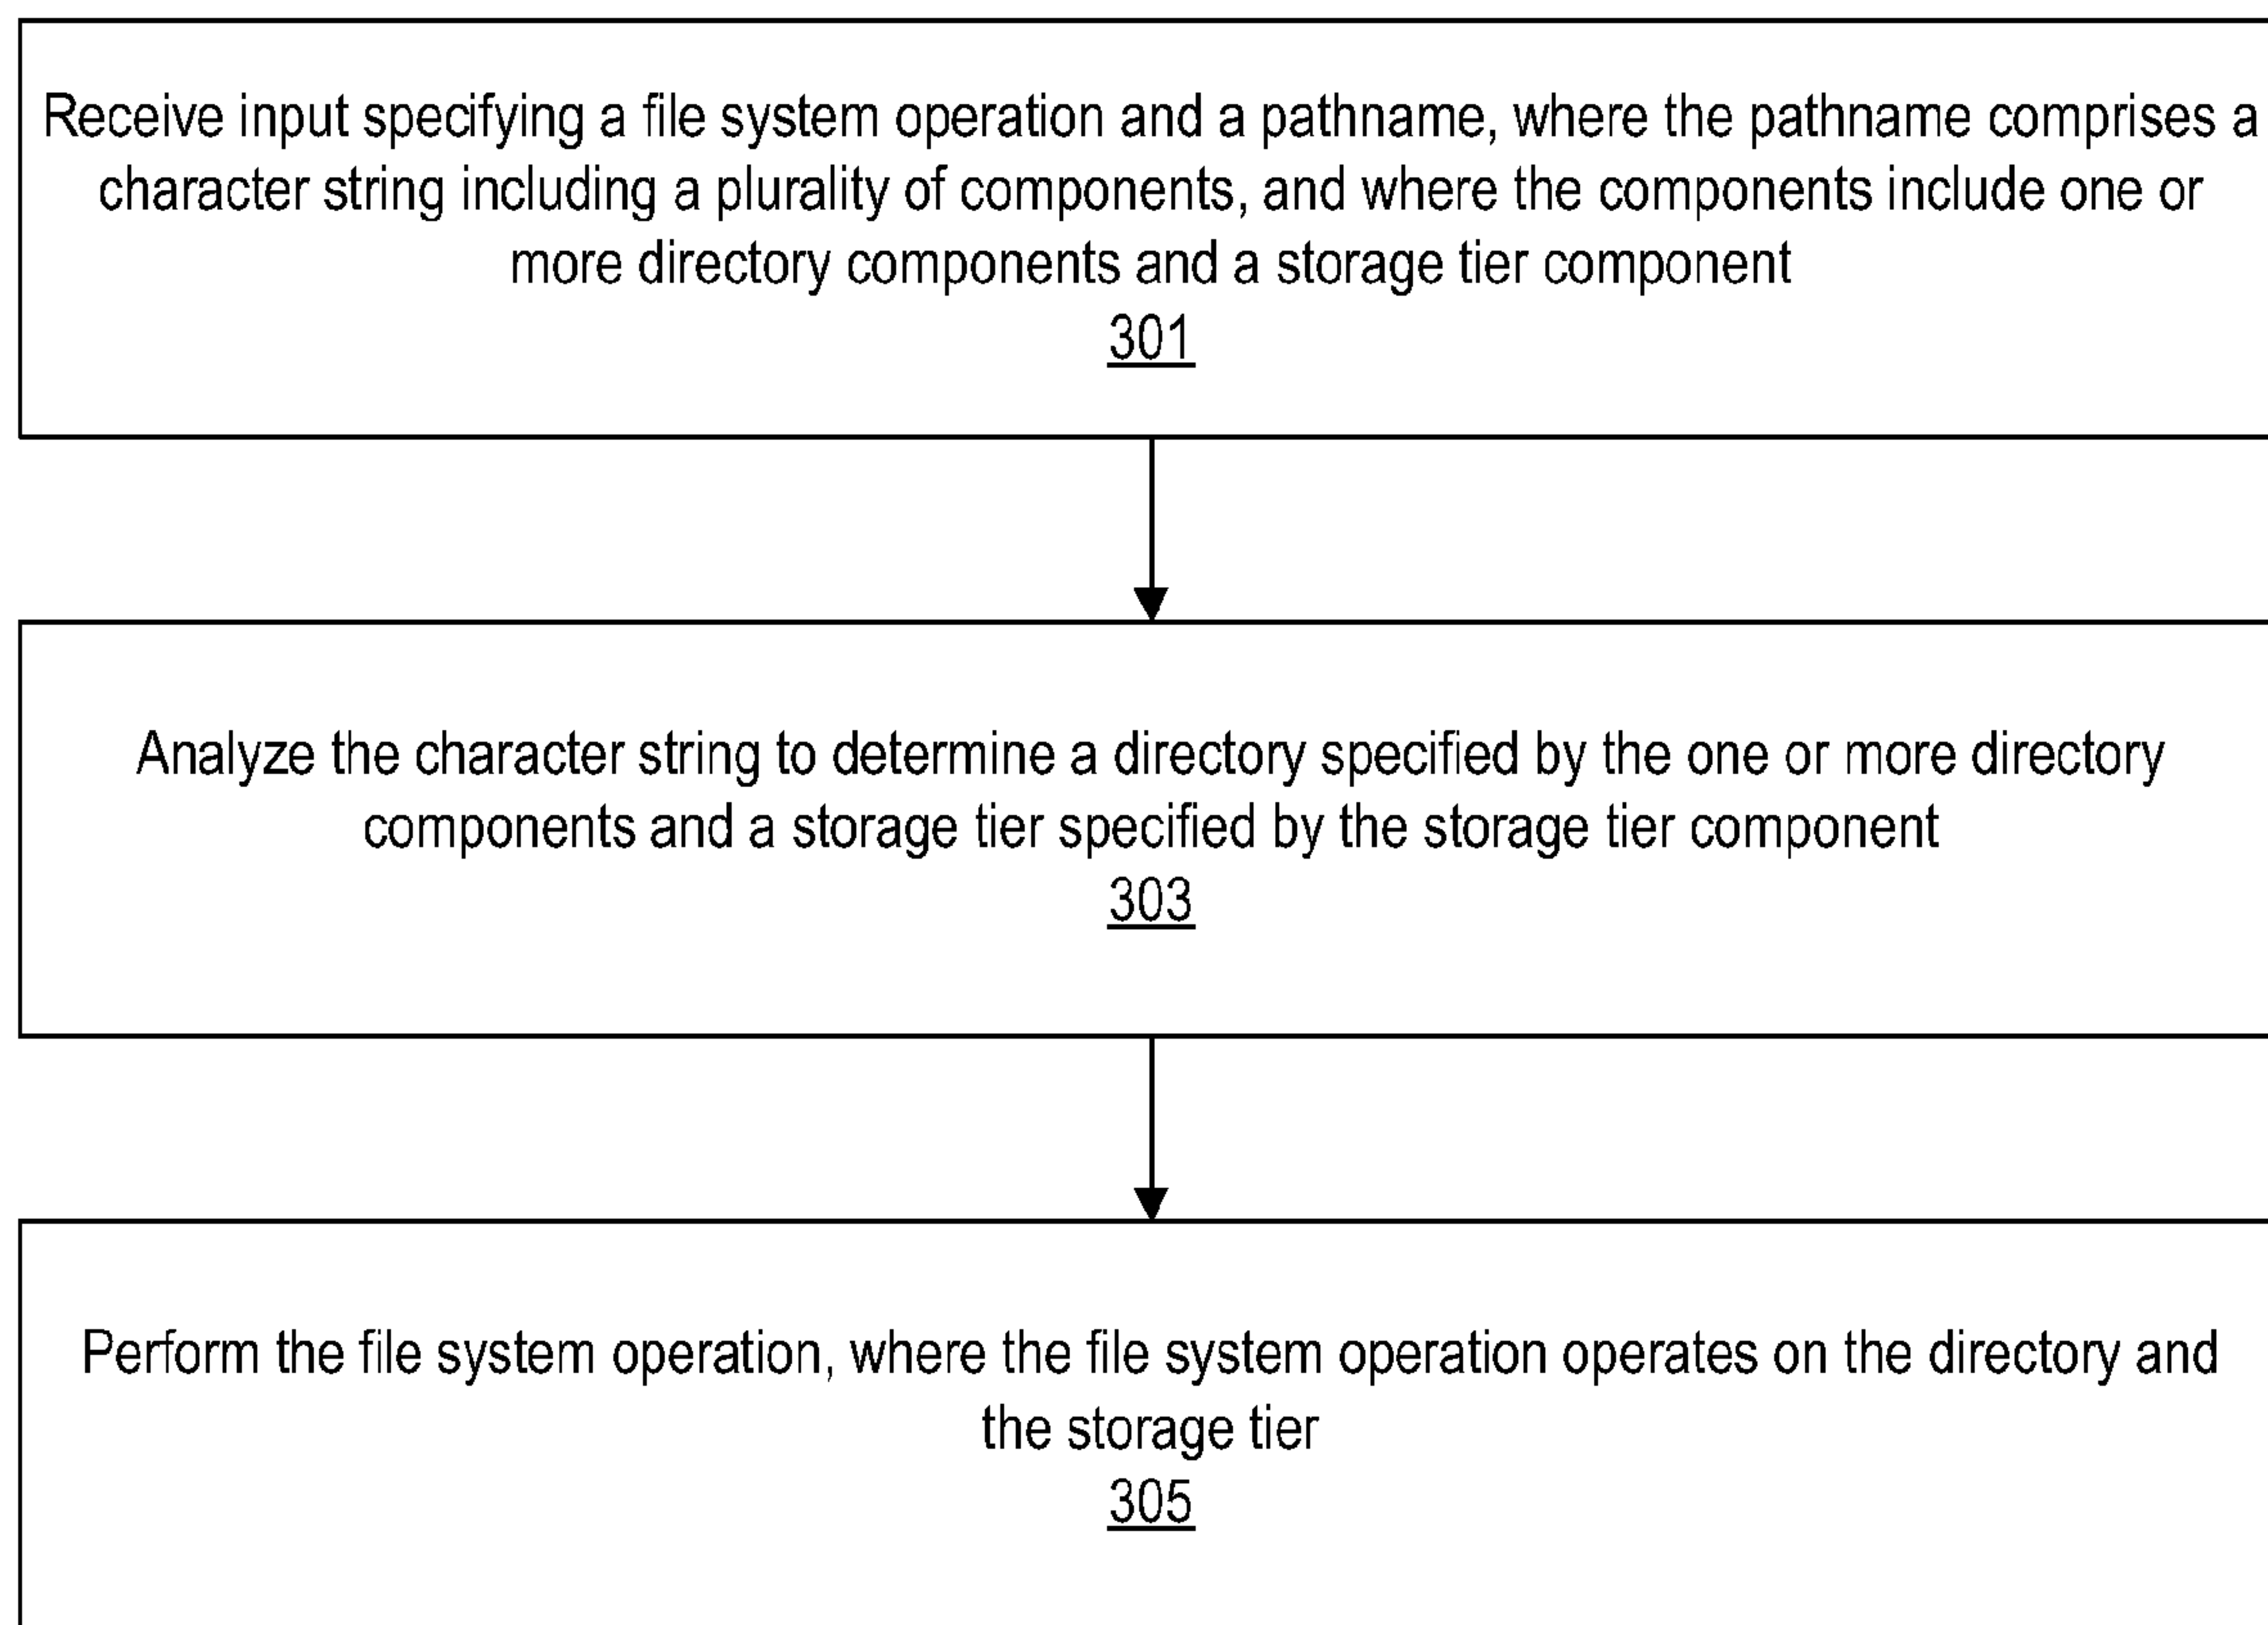 Receive input specifying a file system operation and a pathname, where the pathname comprises a
character string including a plurality of components, and where the components include one or
more directory components and a storage tier component
301
Analyze the character string to determine a directory specified by the one or more directory
components and a storage tier specified by the storage tier component
303
Perform the file system operation, where the file system operation operates on the directory and
the storage tier
305